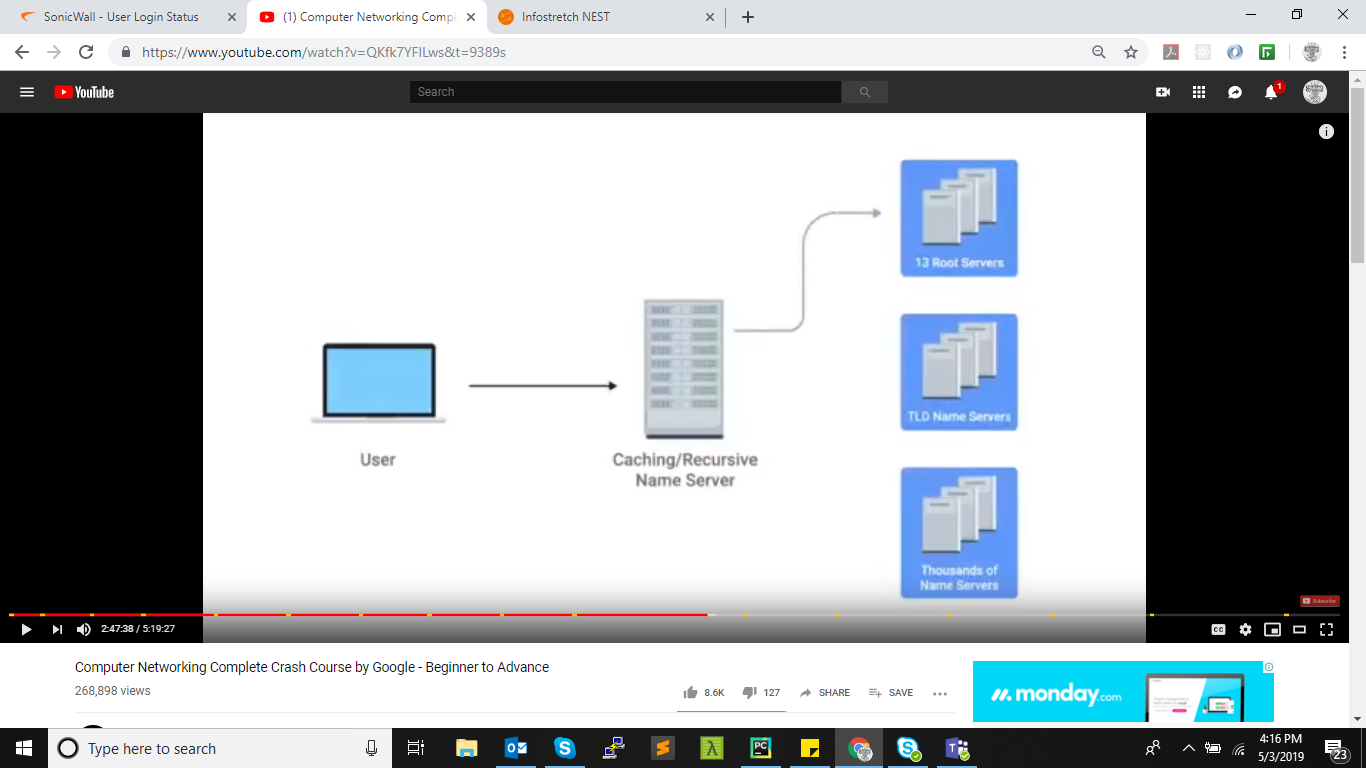 SonicWall - User Login Status
(1) Computer Networking Compl
Infostretch NEST
https://www.youtube.com/watch?v=QKfk7YFILws&t=9389s
YouTube
Search
1
13 Root Servers
TLD Name Servers
User
Caching/Recursive
Name Server
Thousands of
Name Servers
Subscribe
2:47:38 / 5:19:27
CC
Computer Networking Complete Crash Course by Google - Beginner to Advance
268,898 views
8.6K
127
SHARE
SAVE
monday.com
Type here to search
PC
4:16 PM
5/3/2019
23